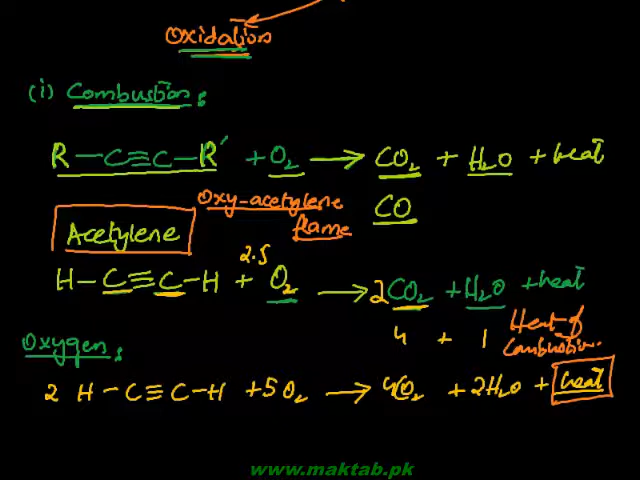 Oxidation
(i) Combustion:
R—C≡C—R' + O₂ ⟶ CO₂ + H₂O + heat
Oxy-acetylene flame
CO
Acetylene
H—C≡C—H + 2.5 O₂ ⟶ 2CO₂ + H₂O + heat
4 + 1
Heat of Combustion.
Oxygen:
2 H—C≡C—H + 5O₂ ⟶ 4CO₂ + 2H₂O + heat
www.maktab.pk